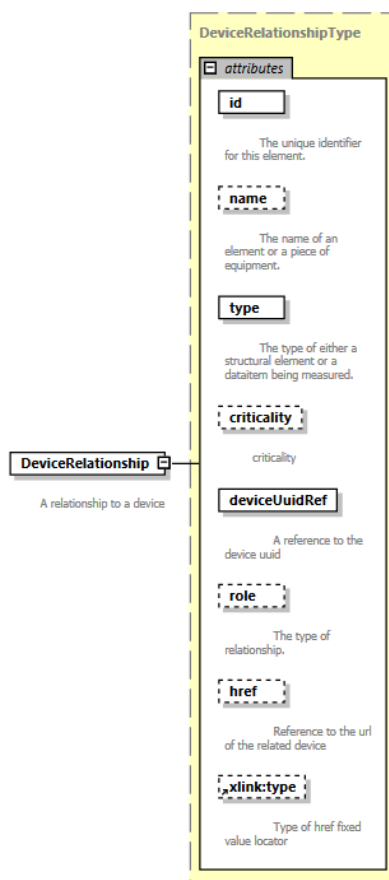 DeviceRelationshipType
attributes
id
The unique identifier
for this element.
name
The name of an
element or a piece of
equipment.
type
The type of either a
structural element or a
dataitem being measured.
criticality
criticality
DeviceRelationship
A relationship to a device
deviceUuidRef
A reference to the
device uuid
role
The type of
relationship.
href
Reference to the url
of the related device
xlink:type
Type of href fixed
value locator